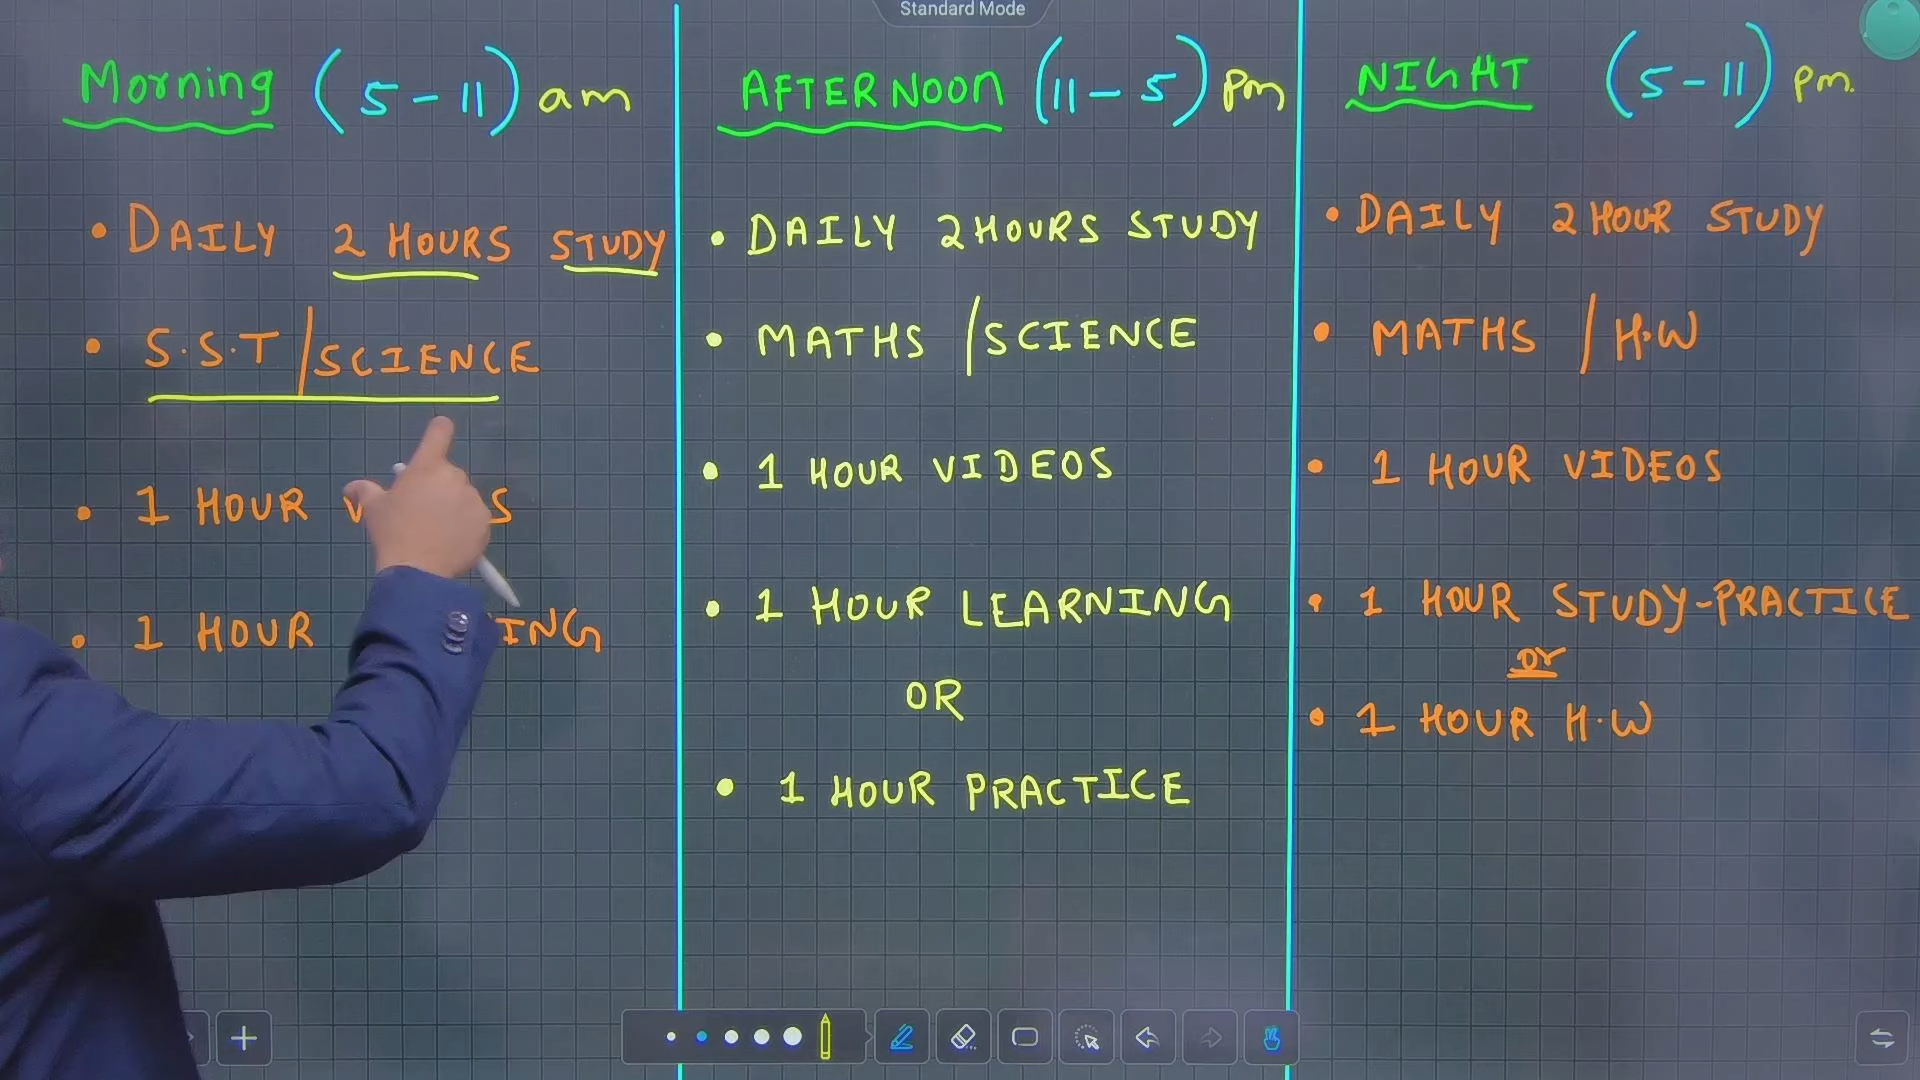 Standard Mode
Morning (5-11) am
• DAILY 2 HOURS STUDY
• S.S.T / SCIENCE
• 1 HOUR
• 1 HOUR
AFTERNOON (11-5) pm
• DAILY 2 HOURS STUDY
• MATHS / SCIENCE
• 1 HOUR VIDEOS
• 1 HOUR LEARNING
OR
• 1 HOUR PRACTICE
NIGHT (5-11) pm.
• DAILY 2 HOUR STUDY
• MATHS / H.W
• 1 HOUR VIDEOS
• 1 HOUR STUDY-PRACTICE
or
• 1 HOUR H.W